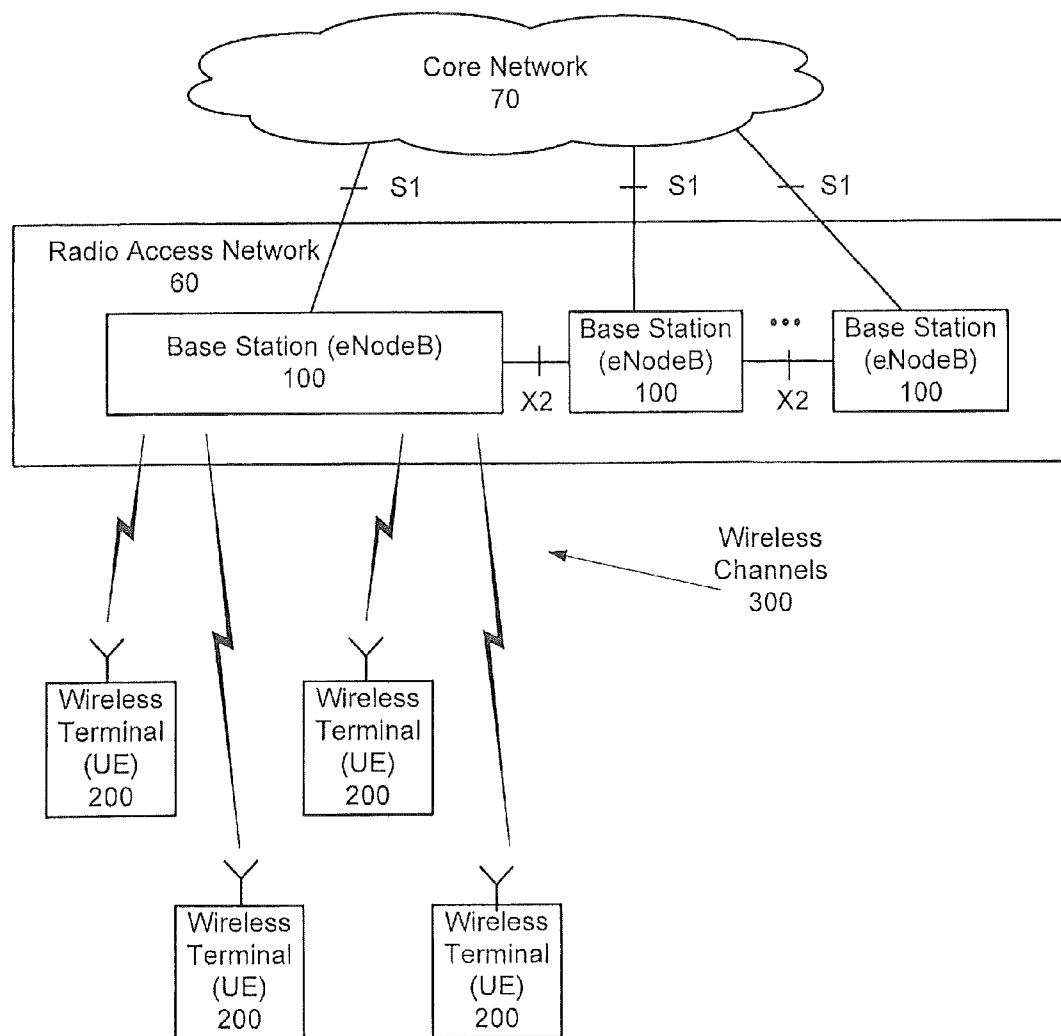 Core Network
70
S1
S1
S1
Radio Access Network
60
Base Station (eNodeB)
100
X2
Base Station
(eNodeB)
100
X2
Base Station
(eNodeB)
100
Wireless
Channels
300
Wireless
Terminal
(UE)
200
Wireless
Terminal
(UE)
200
Wireless
Terminal
(UE)
200
Wireless
Terminal
(UE)
200